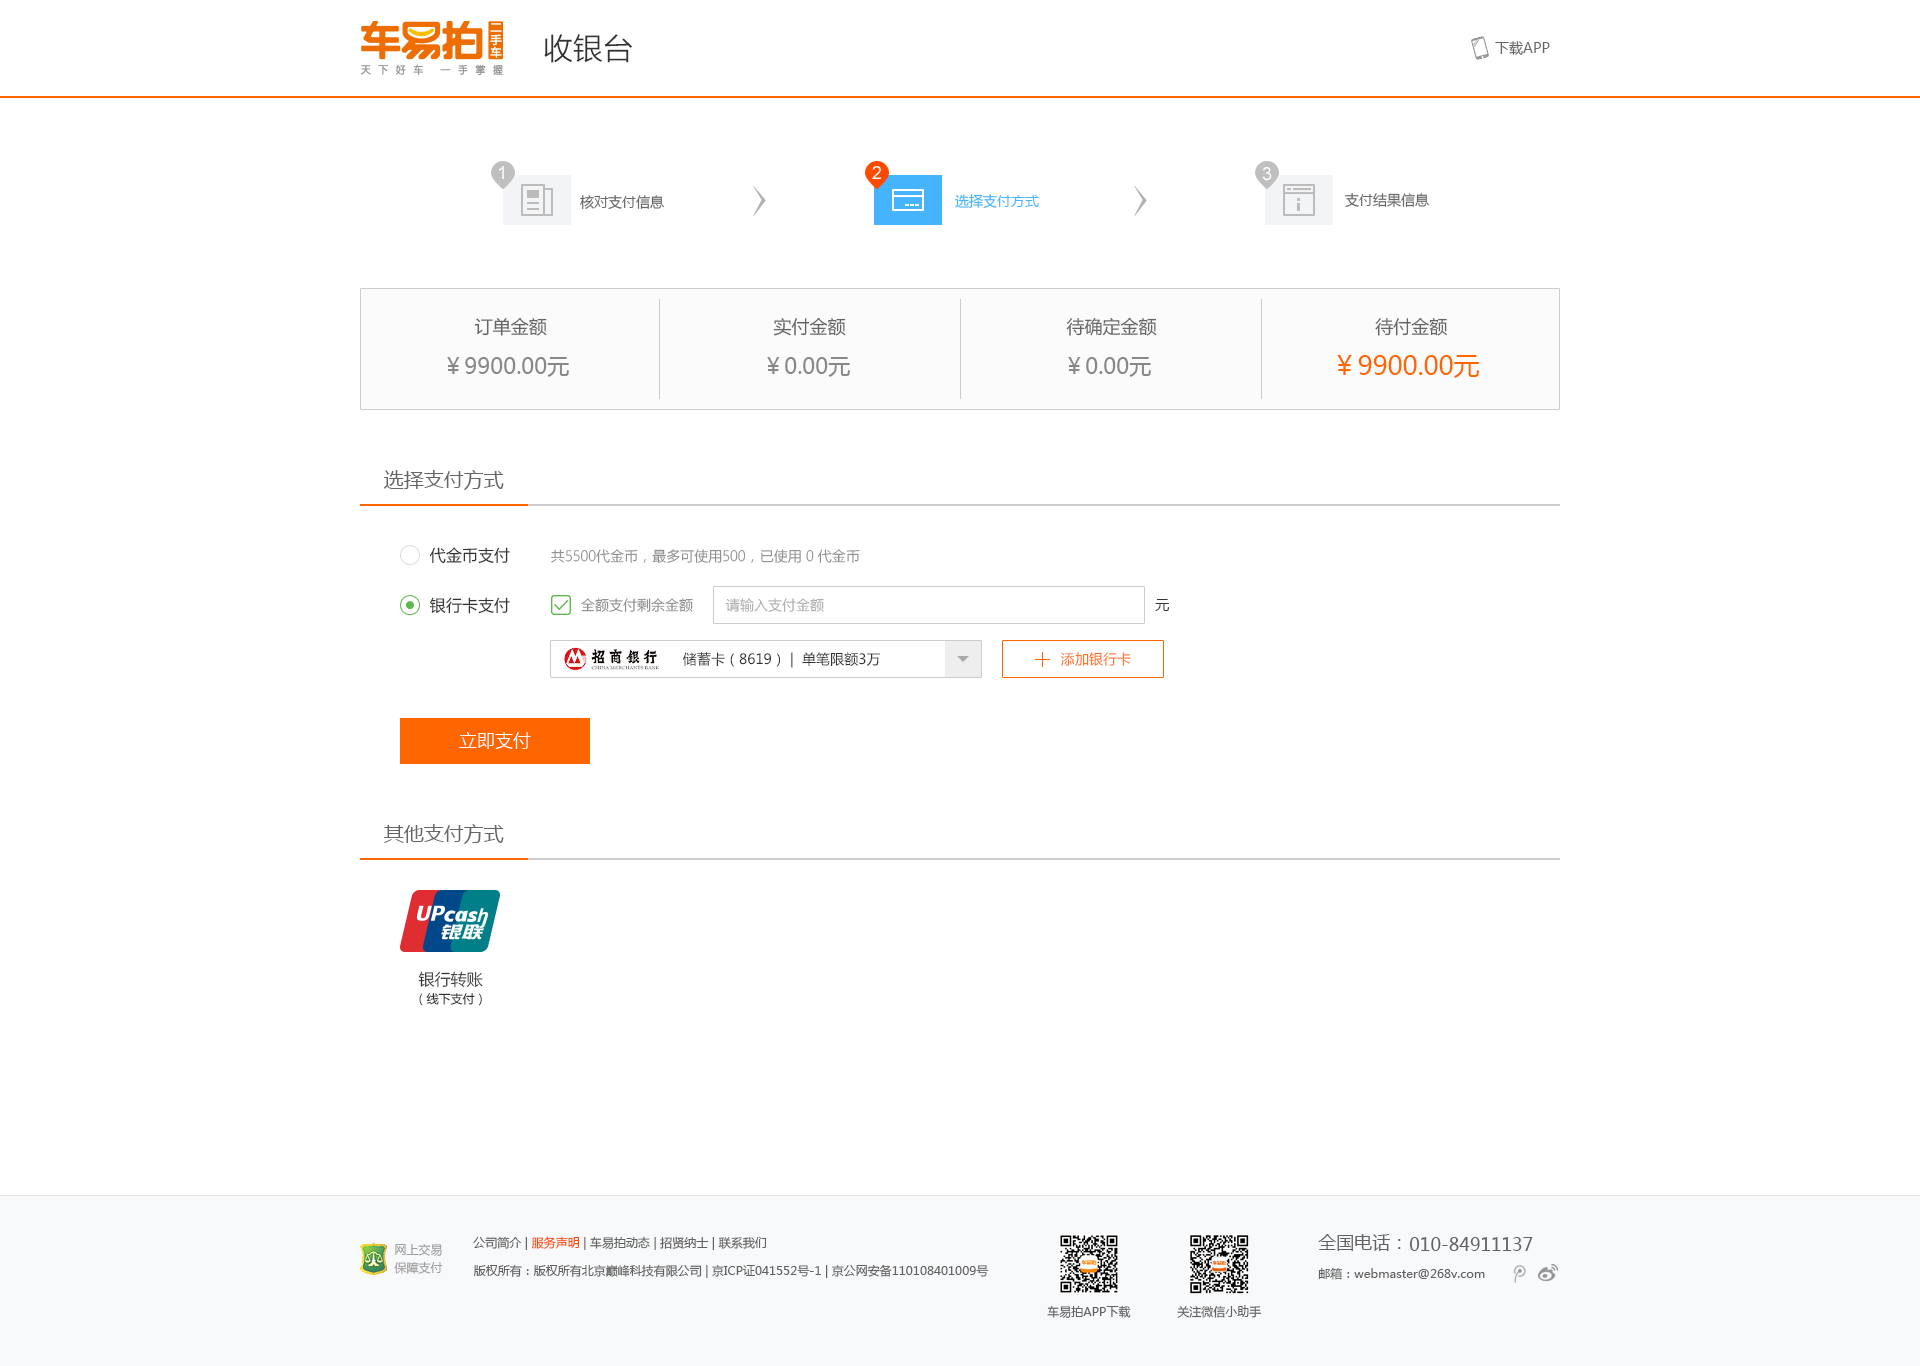 车易拍 二手车
天下好车 一手掌握
收银台
下载APP
1 核对支付信息
2 选择支付方式
3 支付结果信息
订单金额 实付金额 待确定金额 待付金额
¥ 9900.00元 ¥ 0.00元 ¥ 0.00元 ¥ 9900.00元
选择支付方式
代金币支付 共5500代金币，最多可使用500，已使用 0 代金币
银行卡支付 全额支付剩余金额 请输入支付金额 元
招商银行 CHINA MERCHANTS BANK 储蓄卡（8619）| 单笔限额3万 添加银行卡
立即支付
其他支付方式
UPcash
银联
银行转账
（线下支付）
网上交易
保障支付
公司简介 | 服务声明 | 车易拍动态 | 招贤纳士 | 联系我们
版权所有：版权所有北京巅峰科技有限公司 | 京ICP证041552号-1 | 京公网安备110108401009号
车易拍APP下载
关注微信小助手
全国电话：010-84911137
邮箱：webmaster@268v.com